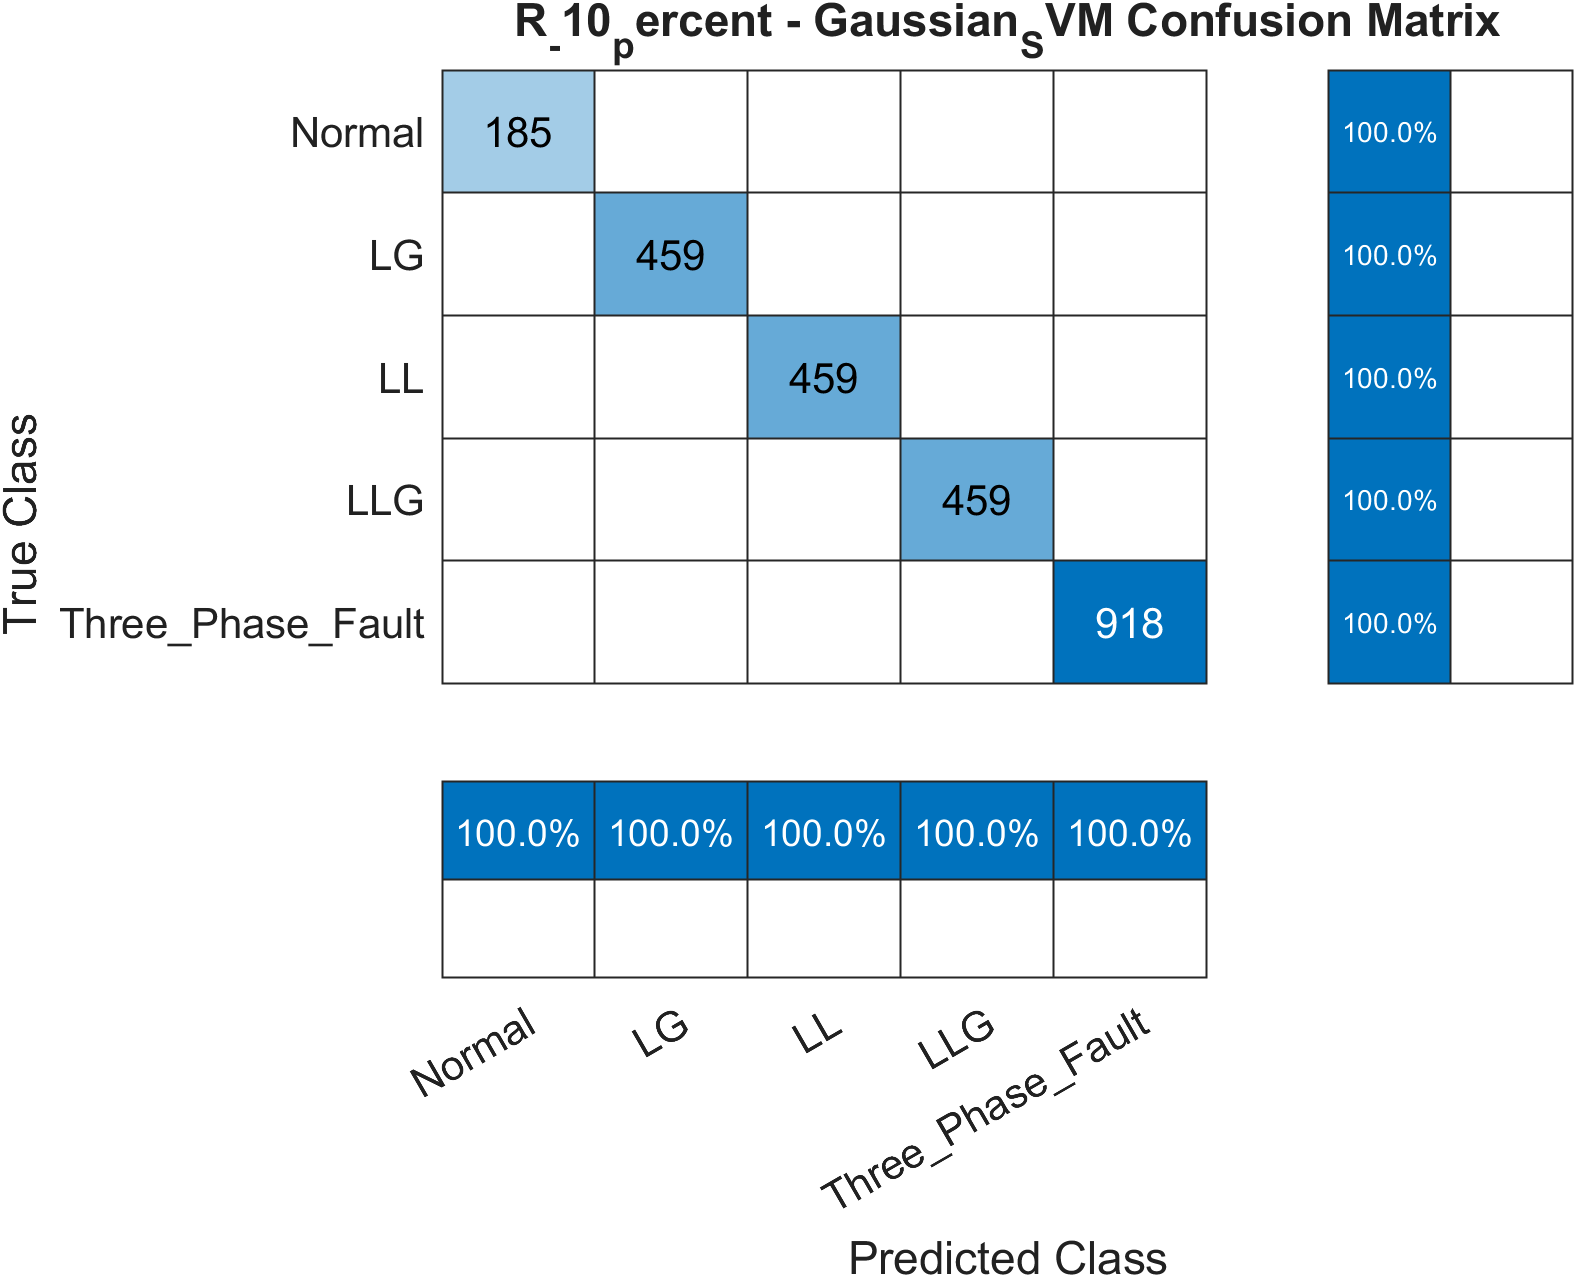 R_-10_percent - Gaussian_SVM Confusion Matrix
Normal 185 100.0%
LG 459 100.0%
LL 459 100.0%
LLG 459 100.0%
Three_Phase_Fault 918 100.0%
True Class
100.0% 100.0% 100.0% 100.0% 100.0%
Normal LG LL LLG Three_Phase_Fault
Predicted Class